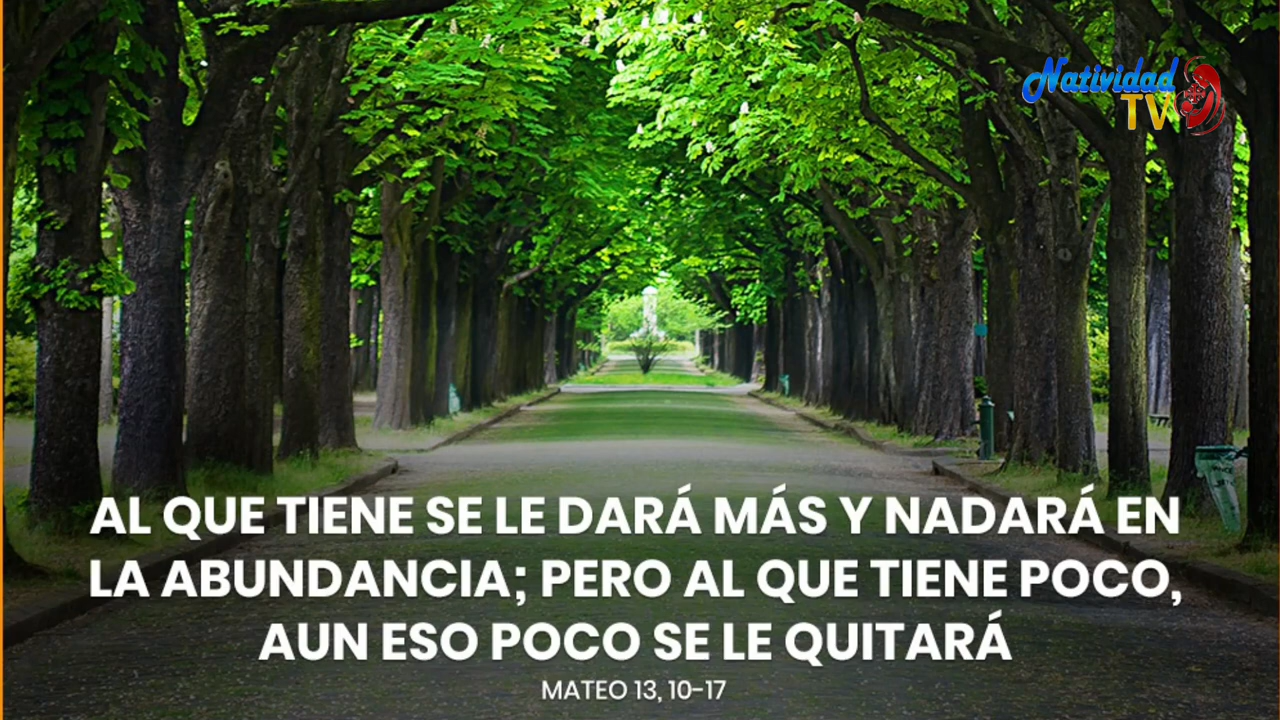 Natividad
TV
AL QUE TIENE SE LE DARÁ MÁS Y NADARÁ EN
LA ABUNDANCIA; PERO AL QUE TIENE POCO,
AUN ESO POCO SE LE QUITARÁ
MATEO 13, 10-17